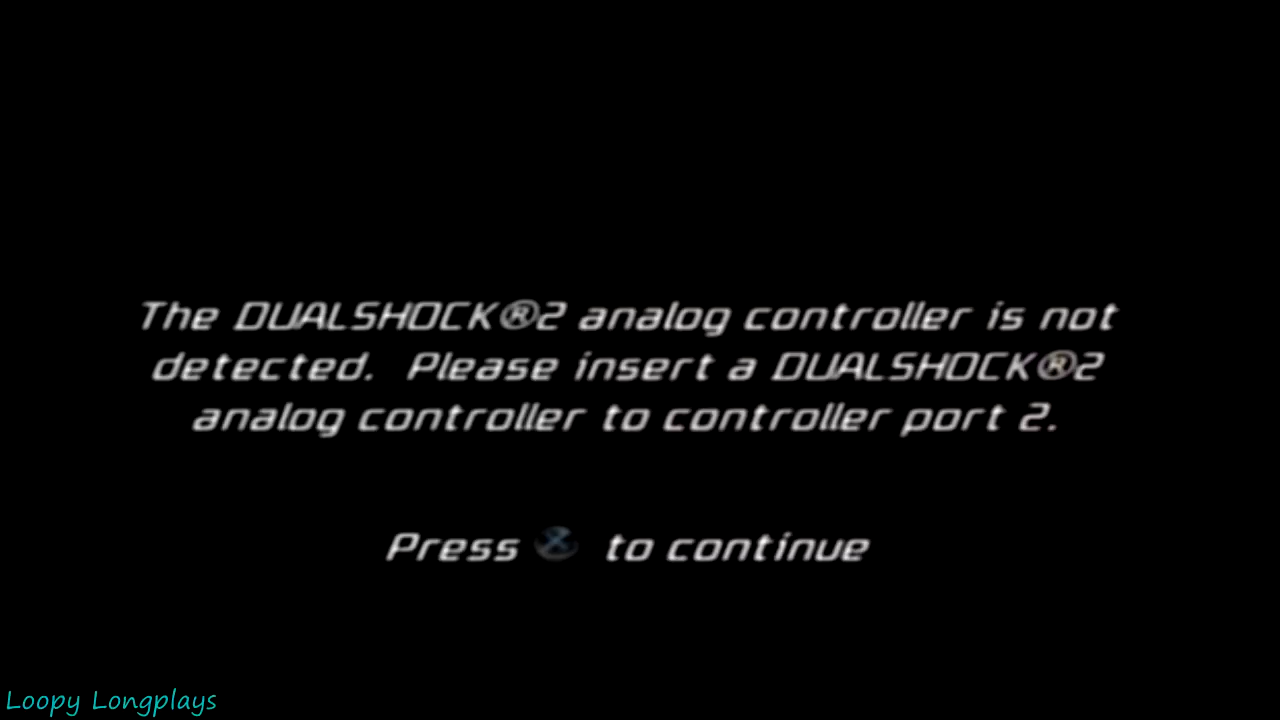 The DUALSHOCK®2 analog controller is not
detected. Please insert a DUALSHOCK®2
analog controller to controller port 2.
Press X to continue
Loopy Longplays